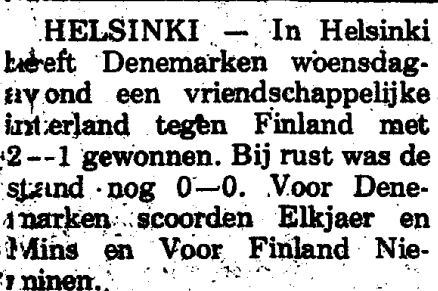 HELSINKI — In Helsinki
heeft Denemarken woensdag-
avond een vriendschappelijke
interland tegen Finland met
2—1 gewonnen. Bij rust was de
stand nog 0—0. Voor Dene-
marken scoorden Elkjaer en
Mins en Voor Finland Nie-
minen.